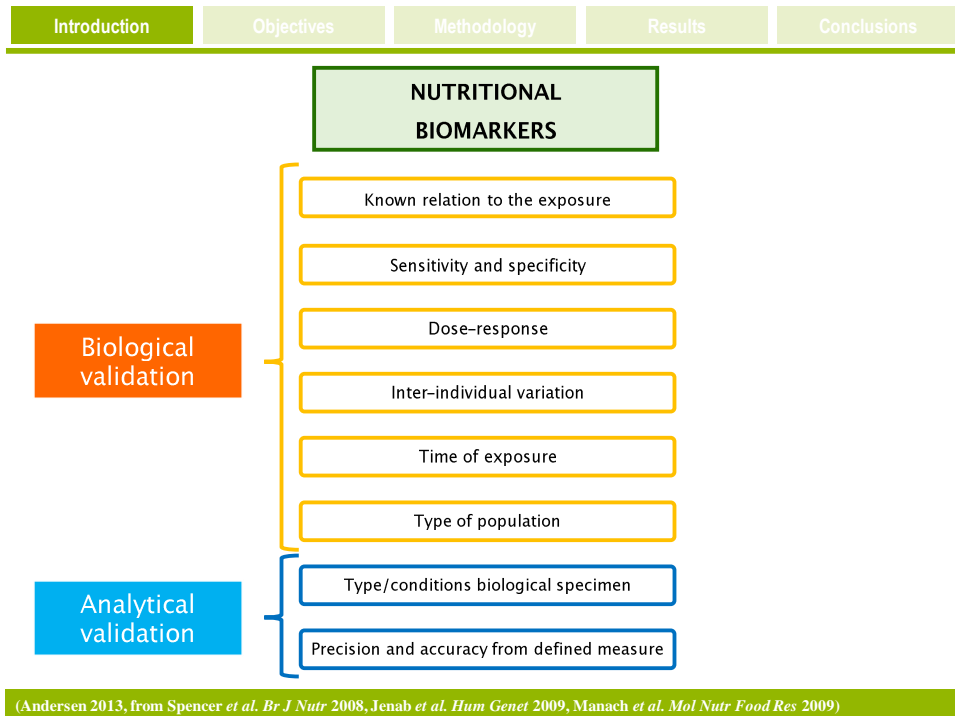 Introduction
Objectives
Methodology
Results
Conclusions
NUTRITIONAL
BIOMARKERS
Known relation to the exposure
Sensitivity and specificity
Dose-response
Inter-individual variation
Time of exposure
Type of population
Biological
validation
Type/conditions biological specimen
Precision and accuracy from defined measure
Analytical
validation
(Andersen 2013, from Spencer et al. Br J Nutr 2008, Jenab et al. Hum Genet 2009, Manach et al. Mol Nutr Food Res 2009)